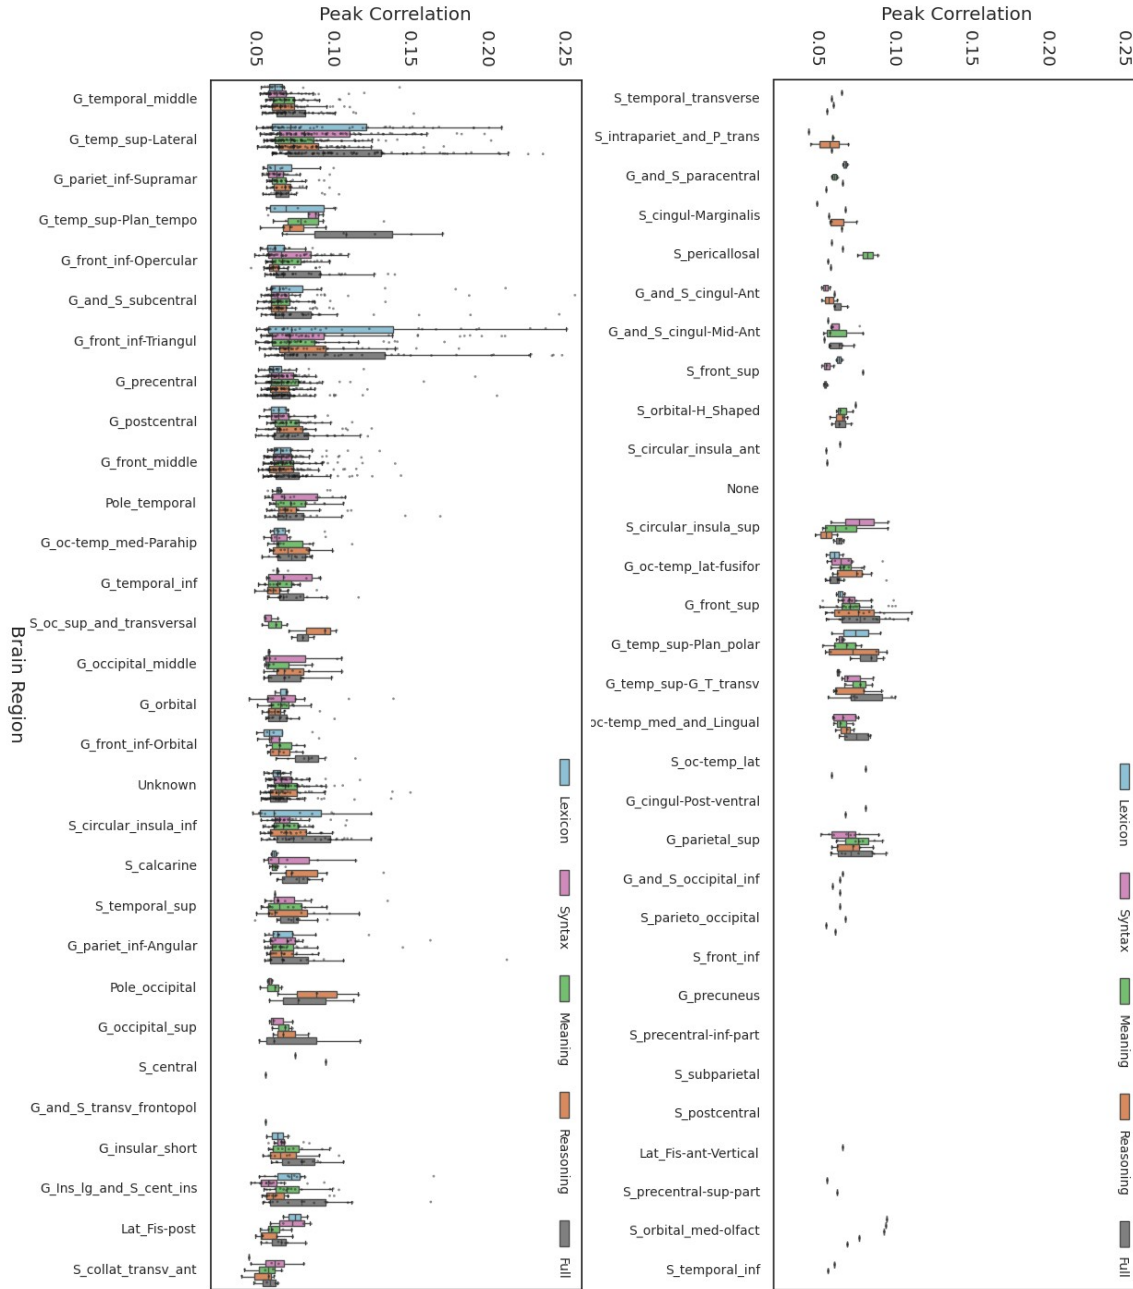 Peak Correlation
0.05
0.10
0.15
0.20
0.25
G_temporal_middle
G_temp_sup-Lateral
G_pariet_inf-Supramar
G_temp_sup-Plan_tempo
G_front_inf-Opercular
G_and_S_subcentral
G_front_inf-Triangul
G_precentral
G_postcentral
G_front_middle
Pole_temporal
G_oc-temp_med-Parahip
G_temporal_inf
S_oc_sup_and_transversal
G_occipital_middle
G_orbital
G_front_inf-Orbital
Unknown
S_circular_insula_inf
S_calcarine
S_temporal_sup
G_pariet_inf-Angular
Pole_occipital
G_occipital_sup
S_central
G_and_S_transv_frontopol
G_insular_short
G_Ins_lg_and_S_cent_ins
Lat_Fis-post
S_collat_transv_ant
Brain Region
Lexicon
Syntax
Meaning
Reasoning
Full
Peak Correlation
0.05
0.10
0.15
0.20
0.25
S_temporal_transverse
S_intrapariet_and_P_trans
G_and_S_paracentral
S_cingul-Marginalis
S_pericallosal
G_and_S_cingul-Ant
G_and_S_cingul-Mid-Ant
S_front_sup
S_orbital-H_Shaped
S_circular_insula_ant
None
S_circular_insula_sup
G_oc-temp_lat-fusifor
G_front_sup
G_temp_sup-Plan_polar
G_temp_sup-G_T_transv
oc-temp_med_and_Lingual
S_oc-temp_lat
G_cingul-Post-ventral
G_parietal_sup
G_and_S_occipital_inf
S_parieto_occipital
S_front_inf
G_precuneus
S_precentral-inf-part
S_subparietal
S_postcentral
Lat_Fis-ant-Vertical
S_precentral-sup-part
S_orbital_med-olfact
S_temporal_inf
Lexicon
Syntax
Meaning
Reasoning
Full